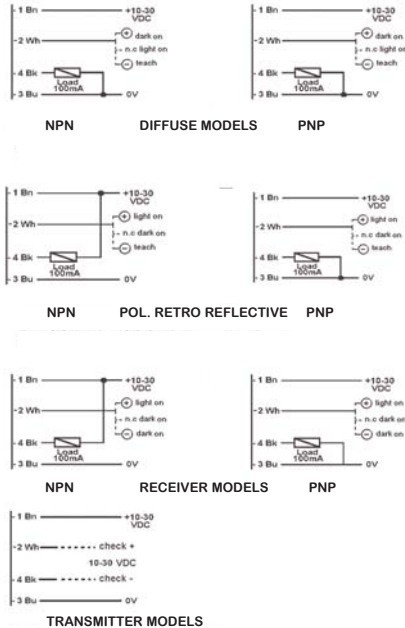 1 Bn +10-30 VDC
2 Wh + dark on
n.c light on
- teach
4 Bk Load 100mA
3 Bu 0V
1 Bn +10-30 VDC
2 Wh + dark on
n.c light on
- teach
4 Bk Load 100mA
3 Bu 0V
NPN DIFFUSE MODELS PNP
1 Bn +10-30 VDC
2 Wh + light on
n.c dark on
- teach
4 Bk Load 100mA
3 Bu 0V
1 Bn +10-30 VDC
2 Wh + light on
n.c dark on
- teach
4 Bk Load 100mA
3 Bu 0V
NPN POL. RETRO REFLECTIVE PNP
1 Bn +10-30 VDC
2 Wh + light on
n.c dark on
- dark on
4 Bk Load 100mA
3 Bu 0V
1 Bn +10-30 VDC
2 Wh + light on
n.c dark on
- dark on
4 Bk Load 100mA
3 Bu 0V
NPN RECEIVER MODELS PNP
1 Bn +10-30 VDC
2 Wh check +
10-30 VDC
4 Bk check -
3 Bu 0V
TRANSMITTER MODELS